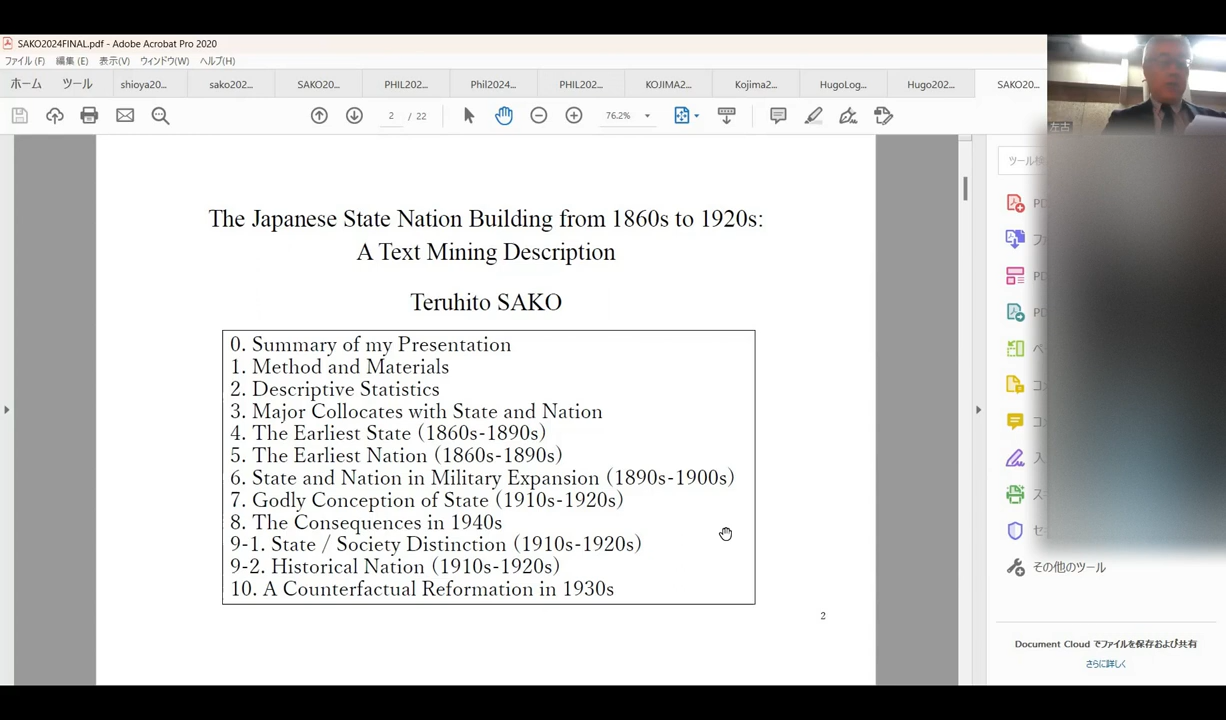 SAKO2024FINAL.pdf - Adobe Acrobat Pro 2020
ファイル(F) 編集(E) 表示(V) ウィンドウ(W) ヘルプ(H)
ホーム ツール shioya20... sako202... SAKO20... PHIL202... Phil2024... PHIL202... KOJIMA2... Kojima2... HugoLog... Hugo202... SAKO20...
2 / 22 76.2%
左古
The Japanese State Nation Building from 1860s to 1920s:
A Text Mining Description
Teruhito SAKO
0. Summary of my Presentation
1. Method and Materials
2. Descriptive Statistics
3. Major Collocates with State and Nation
4. The Earliest State (1860s-1890s)
5. The Earliest Nation (1860s-1890s)
6. State and Nation in Military Expansion (1890s-1900s)
7. Godly Conception of State (1910s-1920s)
8. The Consequences in 1940s
9-1. State / Society Distinction (1910s-1920s)
9-2. Historical Nation (1910s-1920s)
10. A Counterfactual Reformation in 1930s
2
ツール検
その他のツール
Document Cloud でファイルを保存および共有
さらに詳しく